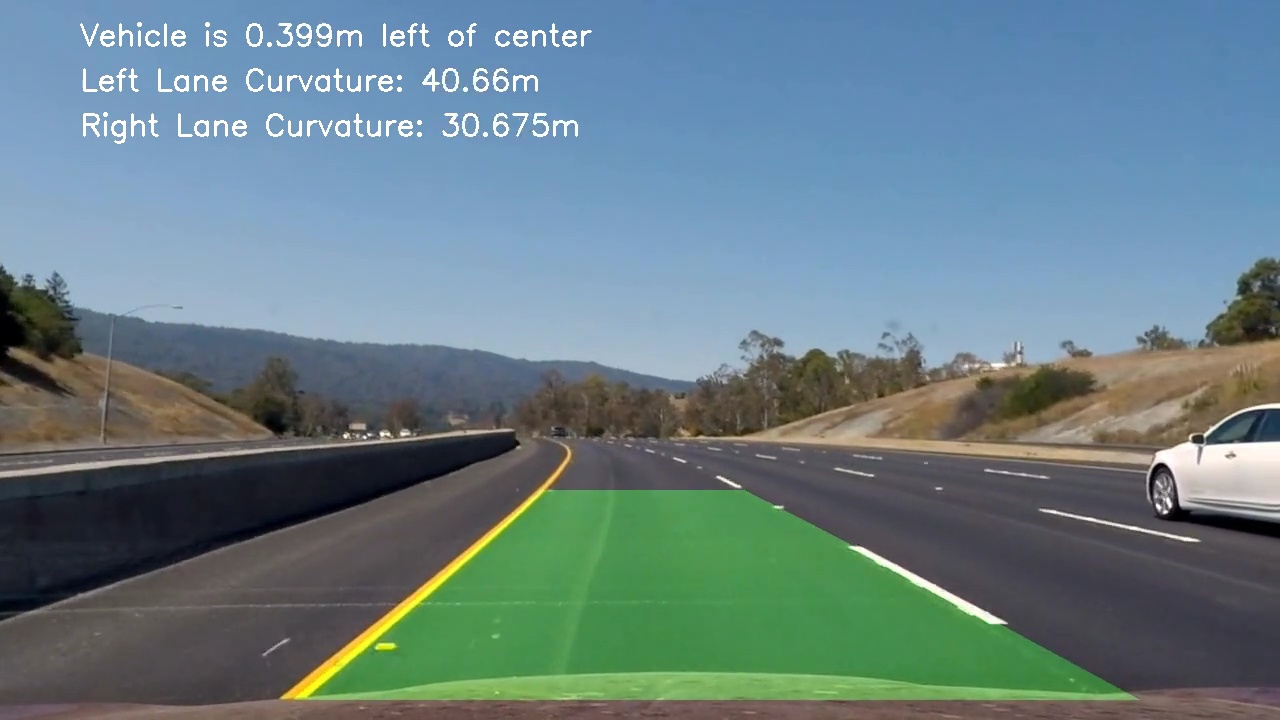 Vehicle is 0.399m left of center
Left Lane Curvature: 40.66m
Right Lane Curvature: 30.675m